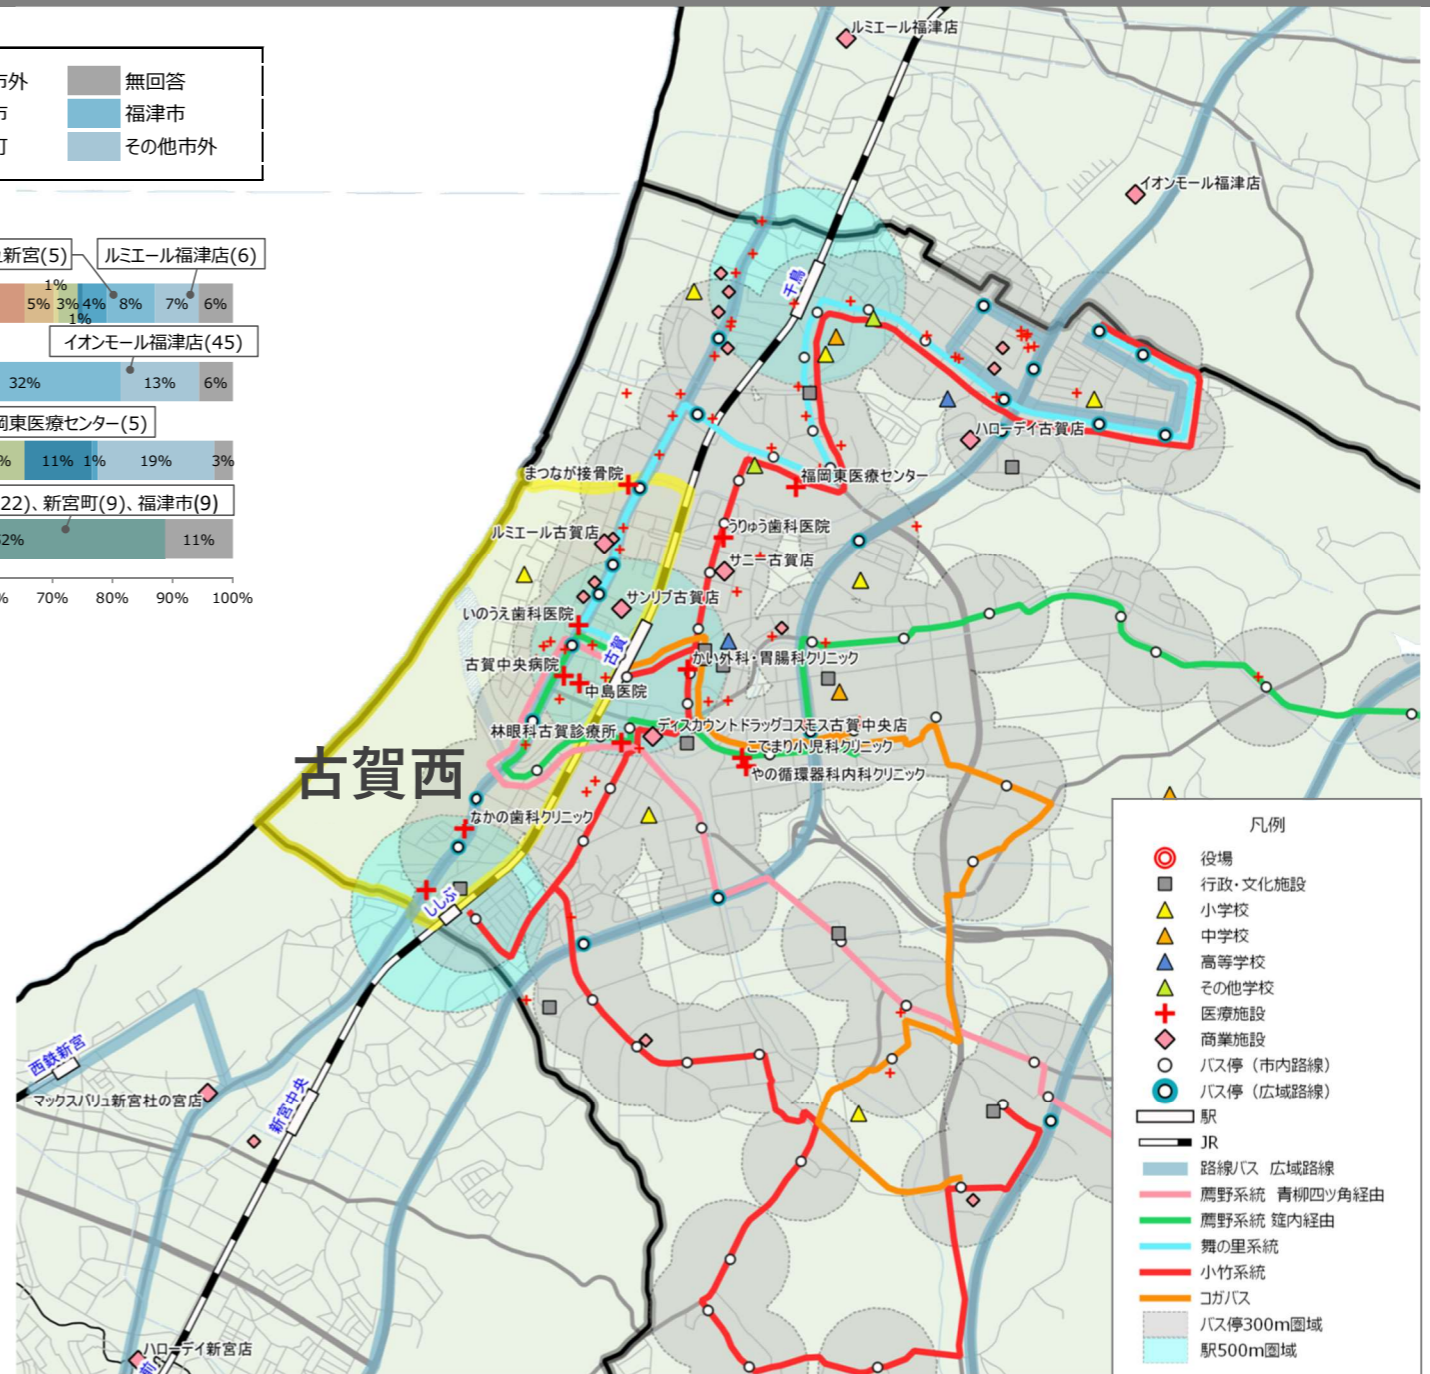 市外
無回答
市
福津市
町
その他市外
新宮(5)
ルミエール福津店(6)
1%
5%
3%
4%
8%
7%
6%
1%
イオンモール福津店(45)
32%
13%
6%
岡東医療センター(5)
%
11%
1%
19%
3%
22)、新宮町(9)、福津市(9)
2%
11%
%
70%
80%
90%
100%
ルミエール福津店
イオンモール福津店
千鳥
ハローデイ古賀店
まつなが接骨院
福岡東医療センター
ルミエール古賀店
うりゅう歯科医院
サニー古賀店
サンリブ古賀店
いのうえ歯科医院
古賀
古賀中央病院
かい外科・胃腸科クリニック
中島医院
林眼科古賀診療所
ディスカウントドラッグコスモス古賀中央店
こでまり小児科クリニック
やの循環器科内科クリニック
古賀西
なかの歯科クリニック
ししぶ
西鉄新宮
マックスバリュ新宮杜の宮店
新宮中央
ハローデイ新宮店
前
凡例
役場
行政・文化施設
小学校
中学校
高等学校
その他学校
医療施設
商業施設
バス停（市内路線）
バス停（広域路線）
駅
JR
路線バス 広域路線
薦野系統 青柳四ツ角経由
薦野系統 筵内経由
舞の里系統
小竹系統
コガバス
バス停300m圏域
駅500m圏域